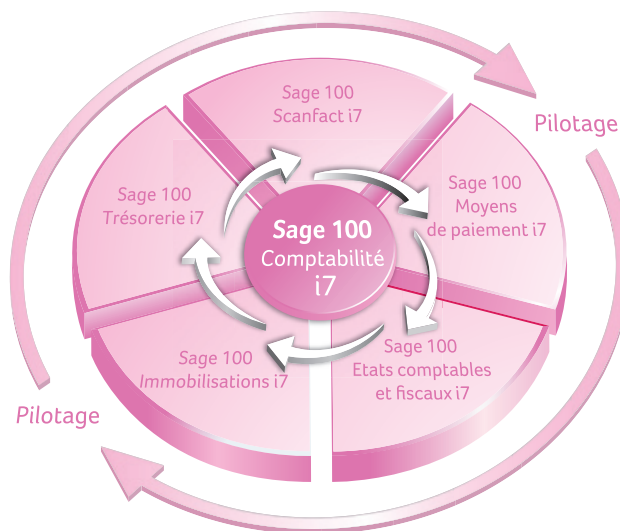 Sage 100
Scanfact i7
Pilotage
Sage 100
Moyens
de paiement i7
Sage 100
Trésorerie i7
Sage 100
Comptabilité
i7
Sage 100
Etats comptables
et fiscaux i7
Sage 100
Immobilisations i7
Pilotage